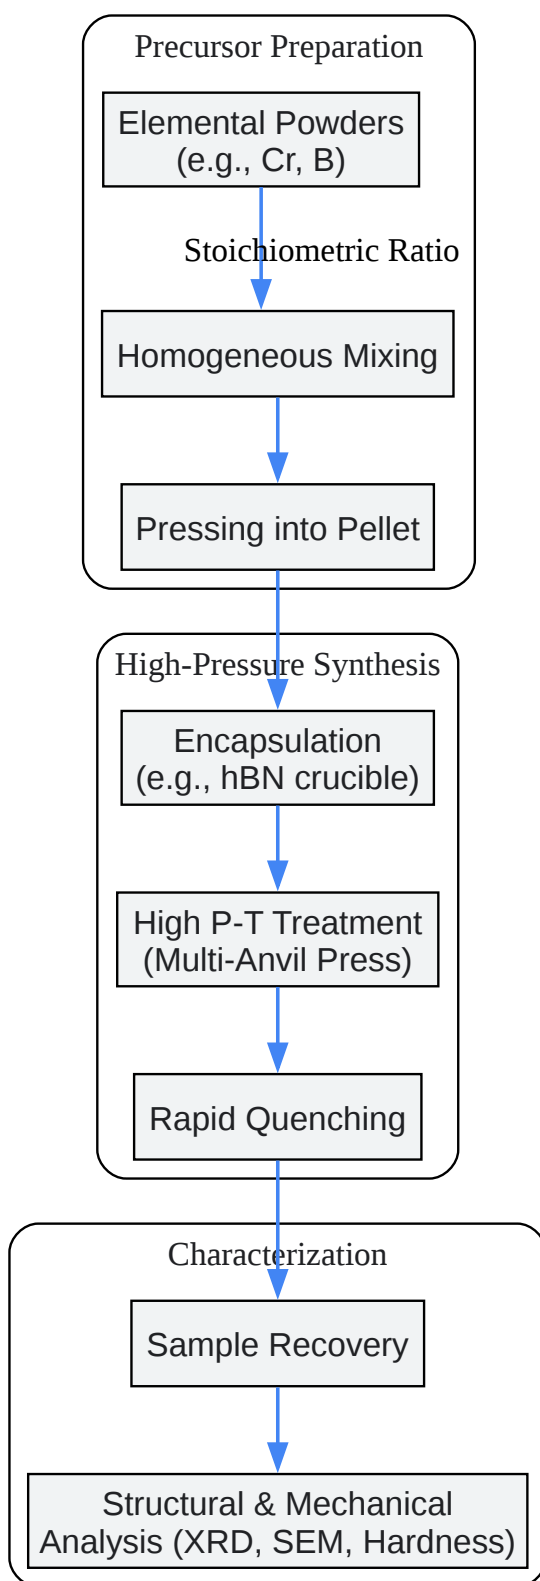 Precursor Preparation
Elemental Powders
(e.g., Cr, B)
Stoichiometric Ratio
Homogeneous Mixing
Pressing into Pellet
High-Pressure Synthesis
Encapsulation
(e.g., hBN crucible)
High P-T Treatment
(Multi-Anvil Press)
Rapid Quenching
Characterization
Sample Recovery
Structural & Mechanical
Analysis (XRD, SEM, Hardness)